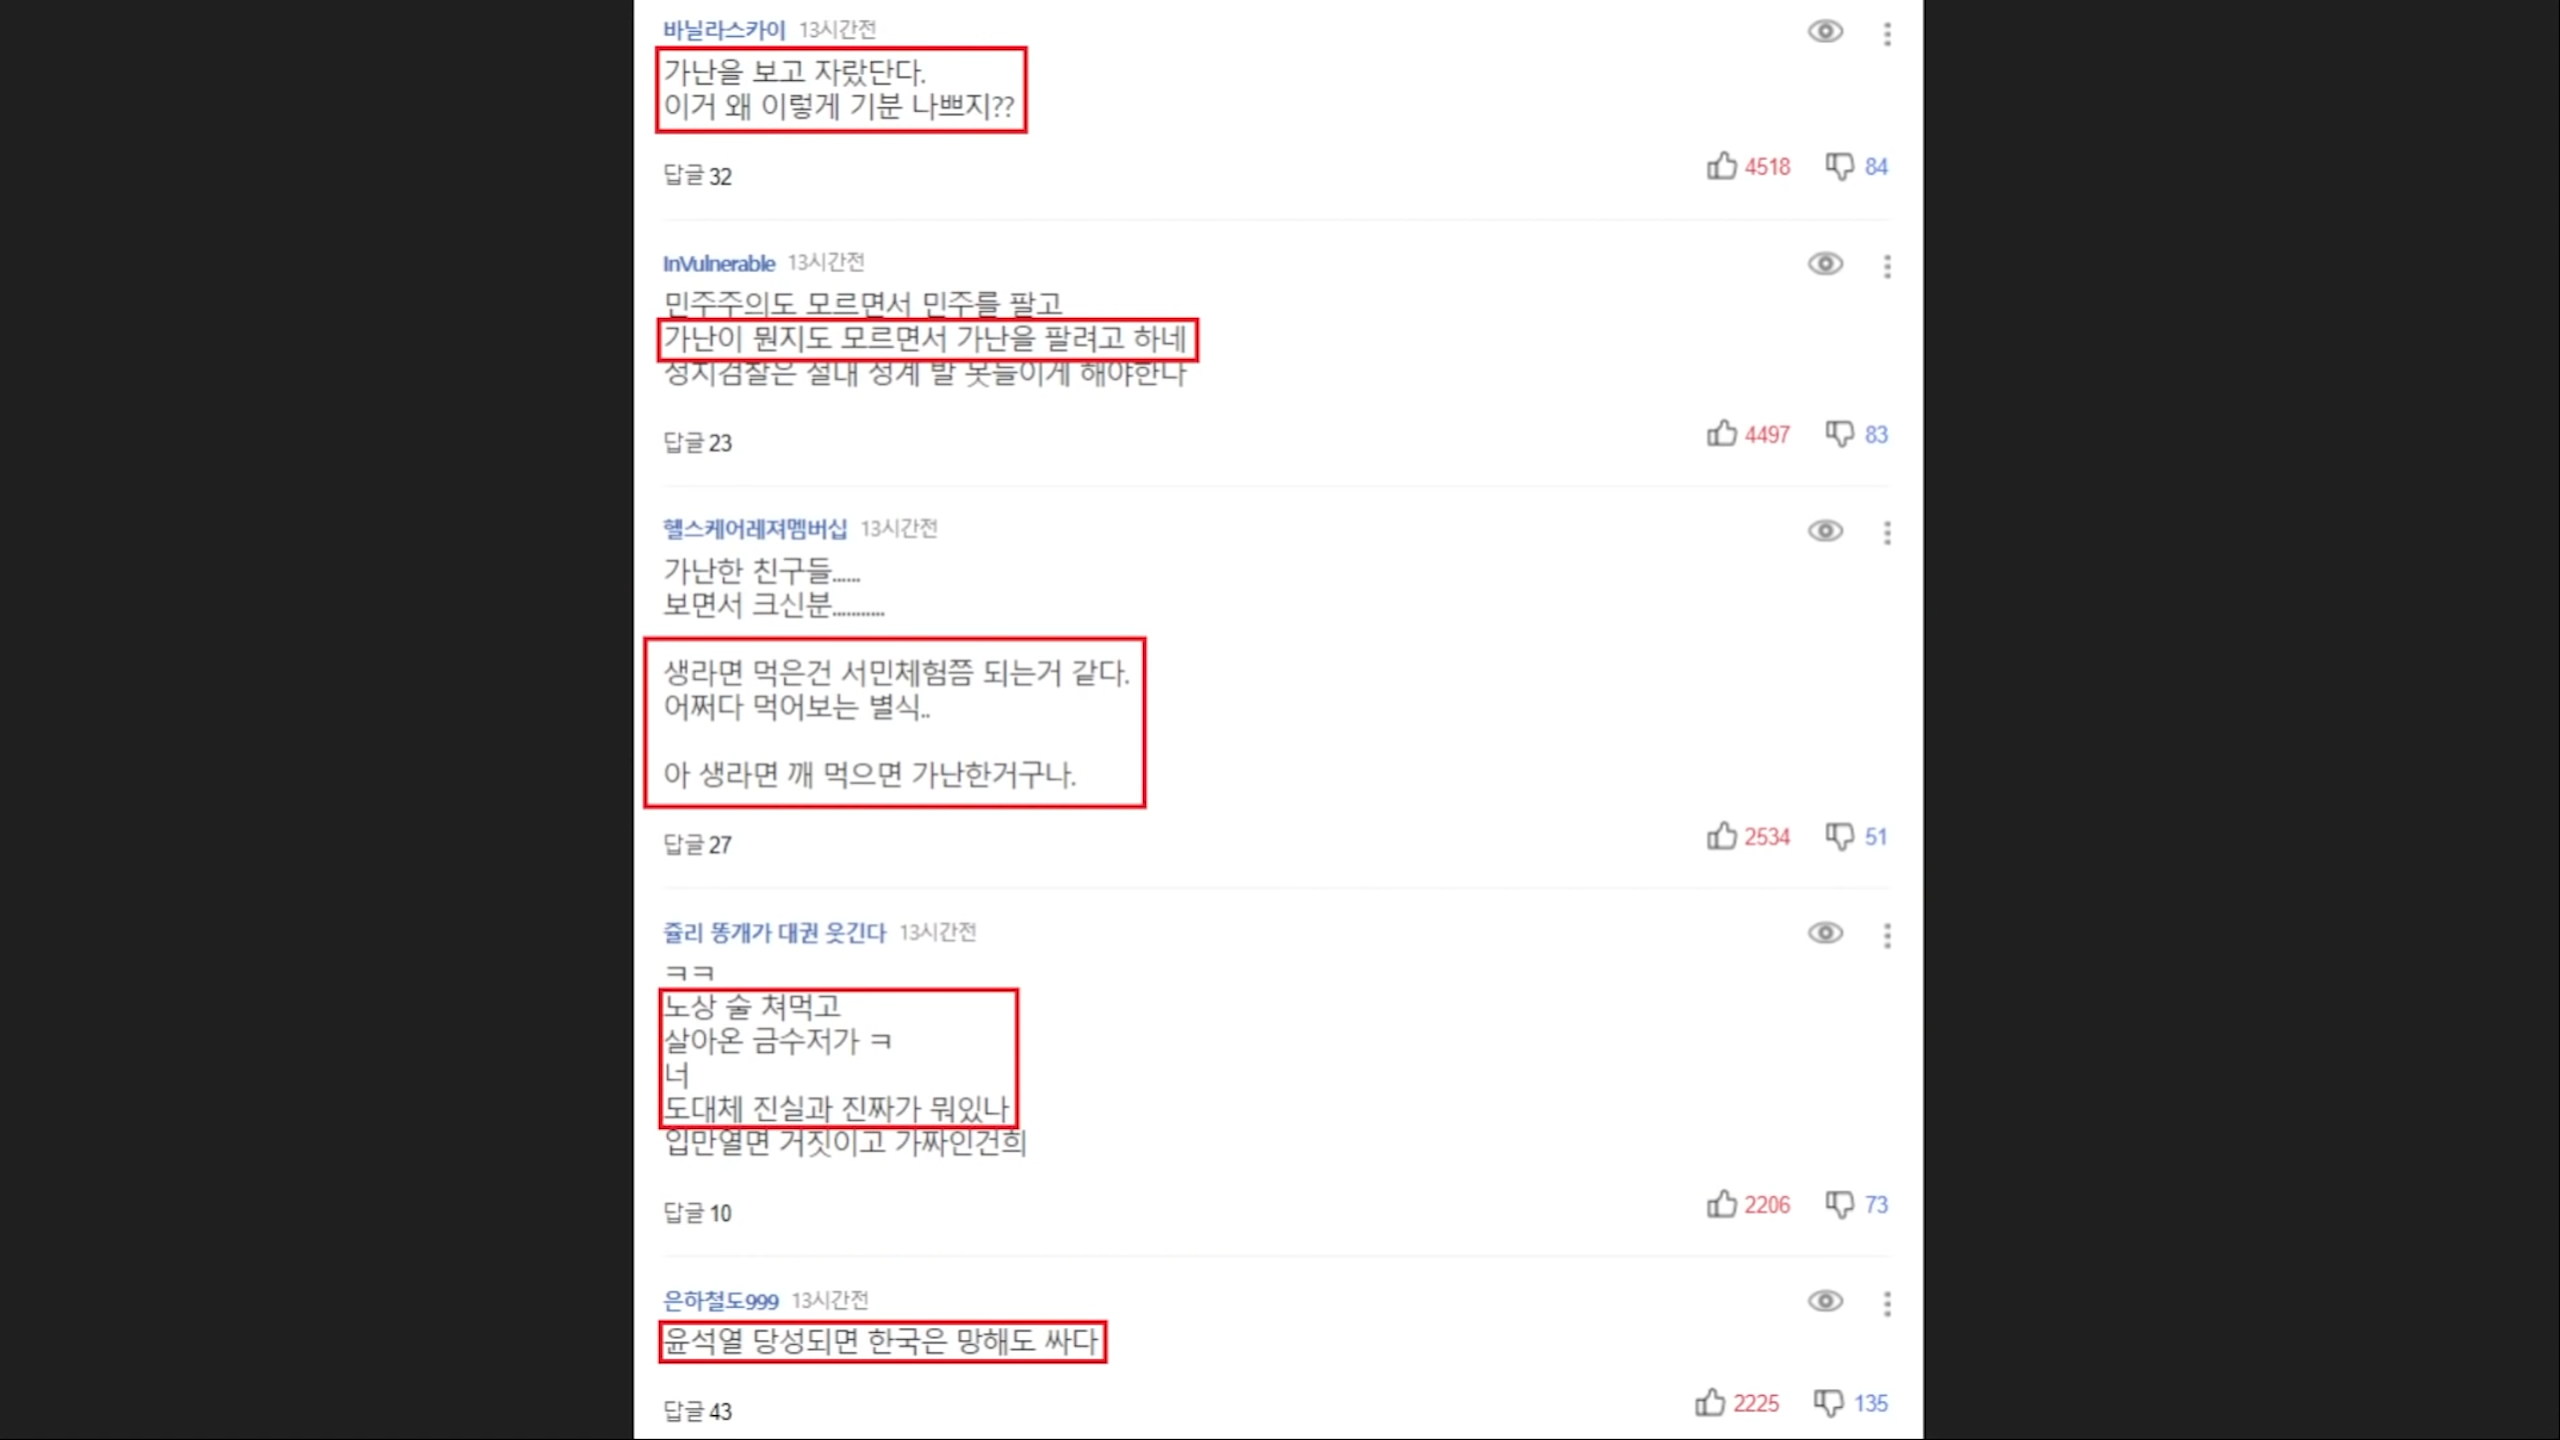 바닐라스카이 13시간전
가난을 보고 자랐단다.
이거 왜 이렇게 기분 나쁘지??
답글 32
4518 84
InVulnerable 13시간전
민주주의도 모르면서 민주를 팔고
가난이 뭔지도 모르면서 가난을 팔려고 하네
정치검찰은 절대 정계 발 못들이게 해야한다
답글 23
4497 83
헬스케어레져멤버십 13시간전
가난한 친구들......
보면서 크신분...........
생라면 먹은건 서민체험쯤 되는거 같다.
어쩌다 먹어보는 별식..
아 생라면 깨 먹으면 가난한거구나.
답글 27
2534 51
쥴리 똥개가 대권 웃긴다 13시간전
ㅋㅋ
노상 술 쳐먹고
살아온 금수저가 ㅋ
너
도대체 진실과 진짜가 뭐있나
입만열면 거짓이고 가짜인건희
답글 10
2206 73
은하철도999 13시간전
윤석열 당성되면 한국은 망해도 싸다
답글 43
2225 135